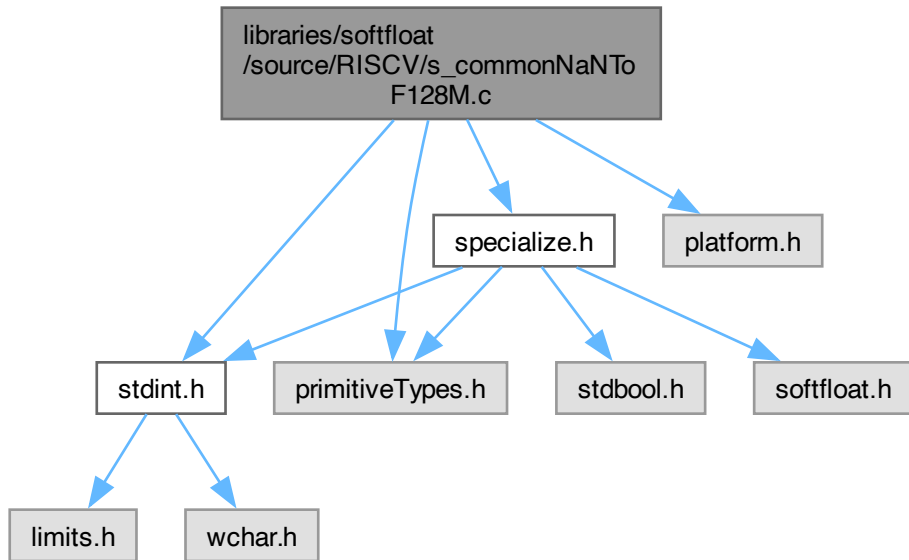 libraries/softfloat
/source/RISCV/s_commonNaNTo
F128M.c
specialize.h
platform.h
stdint.h
primitiveTypes.h
stdbool.h
softfloat.h
limits.h
wchar.h